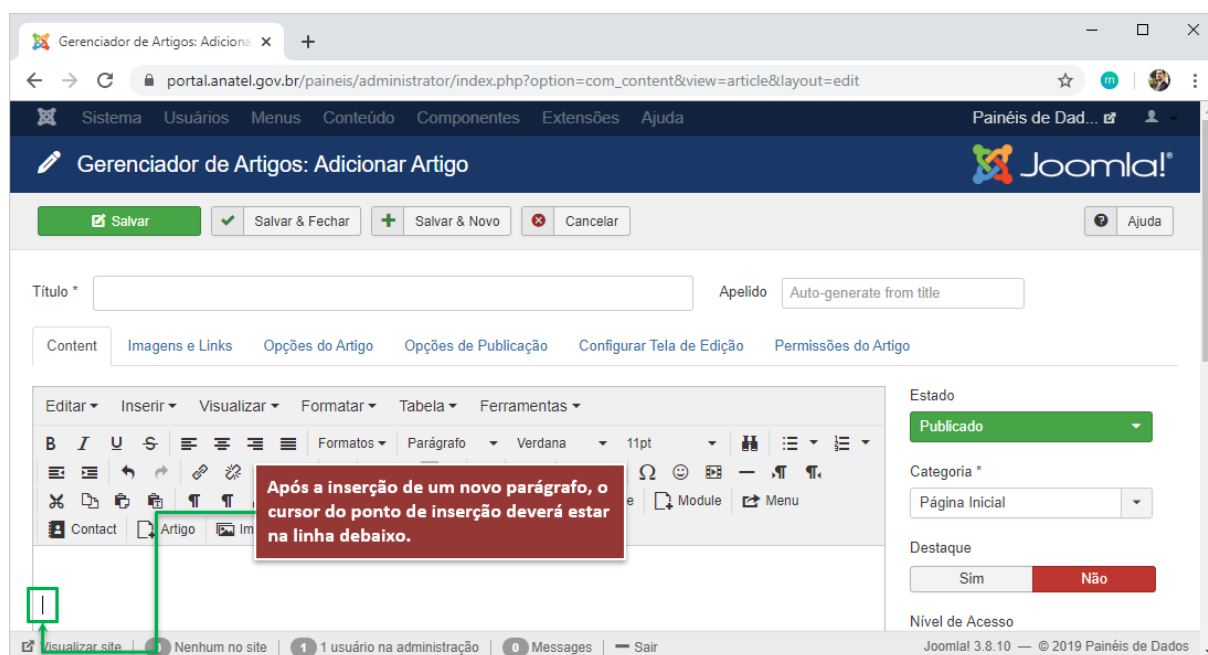 Gerenciador de Artigos: Adiciona
portal.anatel.gov.br/paineis/administrator/index.php?option=com_content&view=article&layout=edit
m
Sistema Usuários Menus Conteúdo Componentes Extensões Ajuda Painéis de Dad...
Gerenciador de Artigos: Adicionar Artigo Joomla!®
Salvar Salvar & Fechar Salvar & Novo Cancelar Ajuda
Título * Apelido Auto-generate from title
Content Imagens e Links Opções do Artigo Opções de Publicação Configurar Tela de Edição Permissões do Artigo
Editar Inserir Visualizar Formatar Tabela Ferramentas
B I U S Formatos Parágrafo Verdana 11pt
Ω
Module Menu
Contact Artigo
Após a inserção de um novo parágrafo, o
cursor do ponto de inserção deverá estar
na linha debaixo.
Estado
Publicado
Categoria *
Página Inicial
Destaque
Sim Não
Nível de Acesso
Visualizar site 0 Nenhum no site 1 1 usuário na administração 0 Messages Sair Joomla! 3.8.10 — © 2019 Painéis de Dados